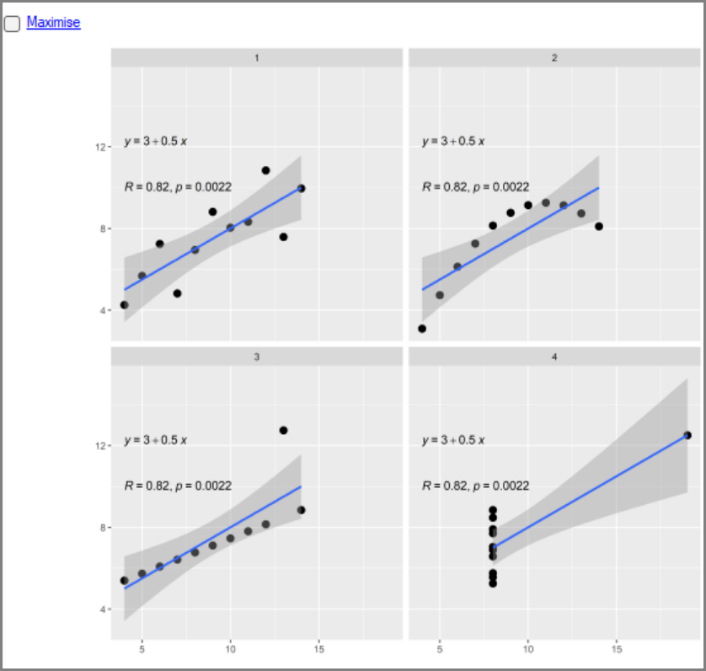 Maximise
1
2
y = 3 + 0.5 x
y = 3 + 0.5 x
R = 0.82, p = 0.0022
R = 0.82, p = 0.0022
12
8
4
3
4
y = 3 + 0.5 x
y = 3 + 0.5 x
R = 0.82, p = 0.0022
R = 0.82, p = 0.0022
12
8
4
5 10 15
5 10 15